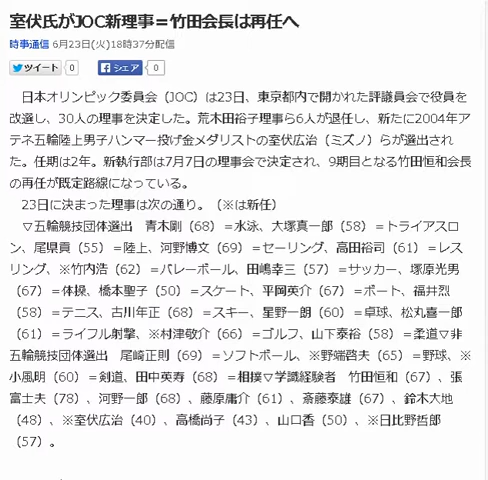 室伏氏がJOC新理事＝竹田会長は再任へ
時事通信 6月23日(火)18時37分配信
ツイート 0 シェア 0
　日本オリンピック委員会（JOC）は23日、東京都内で開かれた評議員会で役員を
改選し、30人の理事を決定した。荒木田裕子理事ら6人が退任し、新たに2004年ア
テネ五輪陸上男子ハンマー投げ金メダリストの室伏広治（ミズノ）らが選出され
た。任期は2年。新執行部は7月7日の理事会で決定され、9期目となる竹田恒和会長
の再任が既定路線になっている。
　23日に決まった理事は次の通り。（※は新任）
　▽五輪競技団体選出　青木剛（68）＝水泳、大塚真一郎（58）＝トライアスロ
ン、尾県貢（55）＝陸上、河野博文（69）＝セーリング、高田裕司（61）＝レス
リング、※竹内浩（62）＝バレーボール、田嶋幸三（57）＝サッカー、塚原光男
（67）＝体操、橋本聖子（50）＝スケート、平岡英介（67）＝ボート、福井烈
（58）＝テニス、古川年正（68）＝スキー、星野一朗（60）＝卓球、松丸喜一郎
（61）＝ライフル射撃、※村津敬介（66）＝ゴルフ、山下泰裕（58）＝柔道▽非
五輪競技団体選出　尾崎正則（69）＝ソフトボール、※野端啓夫（65）＝野球、※
小風明（60）＝剣道、田中英寿（68）＝相撲▽学識経験者　竹田恒和（67）、張
富士夫（78）、河野一郎（68）、藤原庸介（61）、斎藤泰雄（67）、鈴木大地
（48）、※室伏広治（40）、高橋尚子（43）、山口香（50）、※日比野哲郎
（57）。